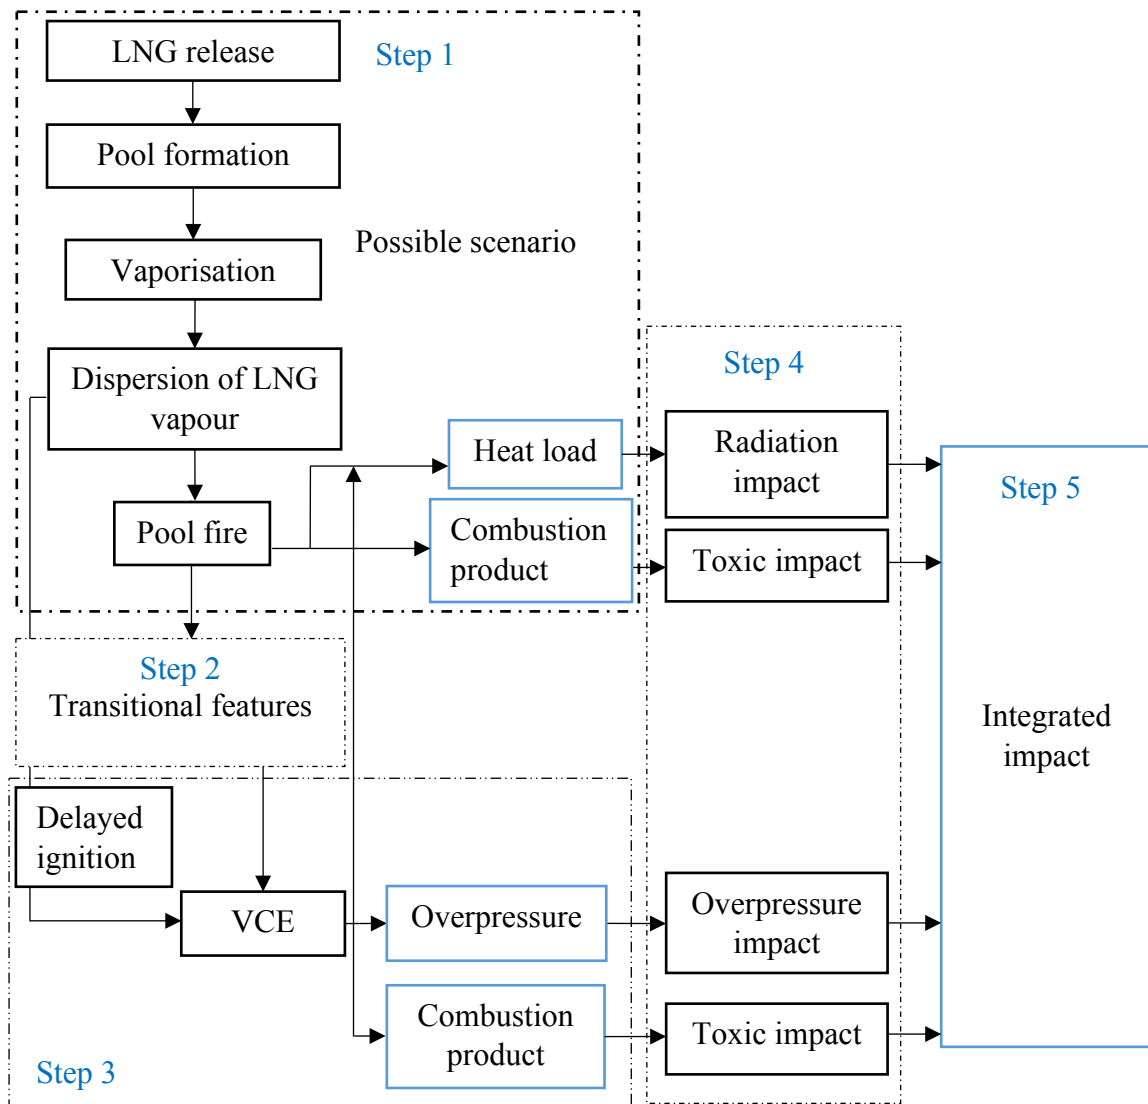 LNG release
Step 1
Pool formation
Possible scenario
Vaporisation
Dispersion of LNG
vapour
Step 4
Heat load
Radiation
impact
Step 5
Pool fire
Combustion
product
Toxic impact
Step 2
Transitional features
Integrated
impact
Delayed
ignition
VCE
Overpressure
Overpressure
impact
Combustion
product
Toxic impact
Step 3